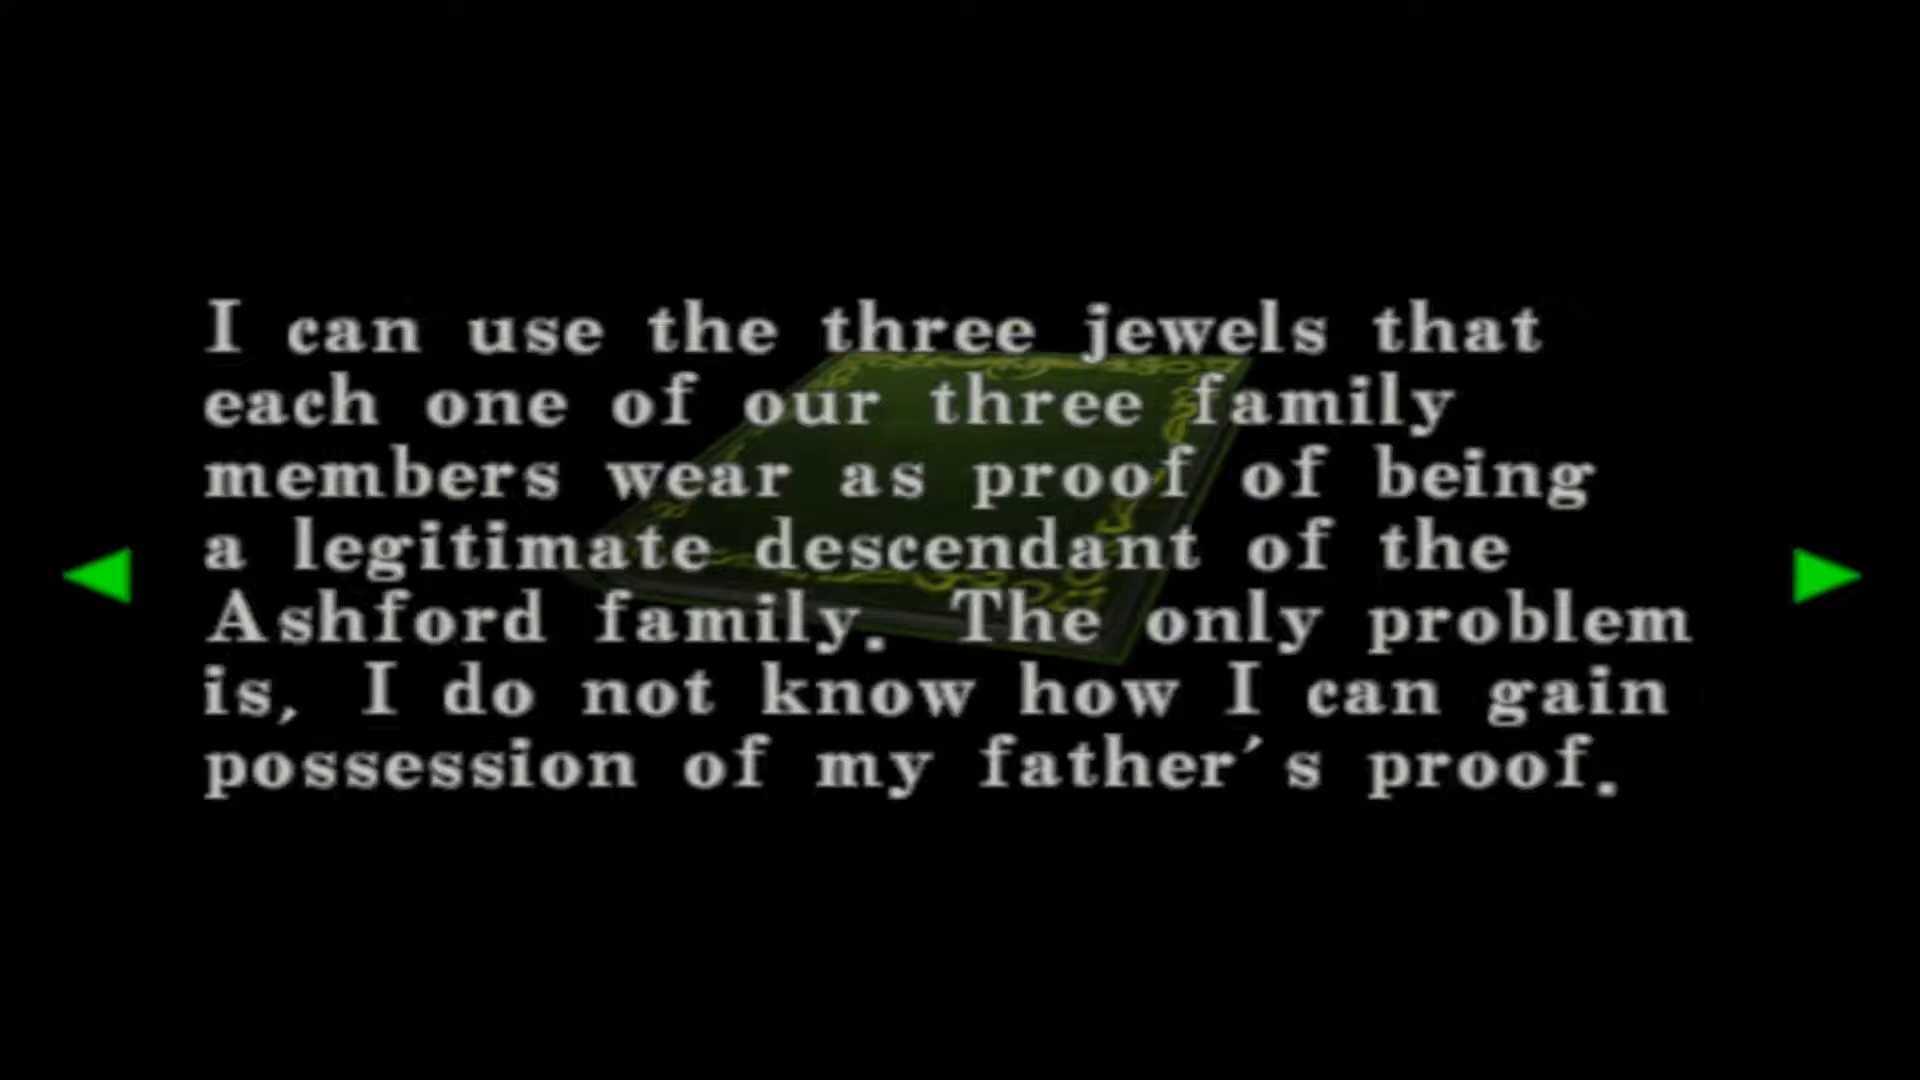 I can use the three jewels that
each one of our three family
members wear as proof of being
a legitimate descendant of the
Ashford family. The only problem
is, I do not know how I can gain
possession of my father's proof.